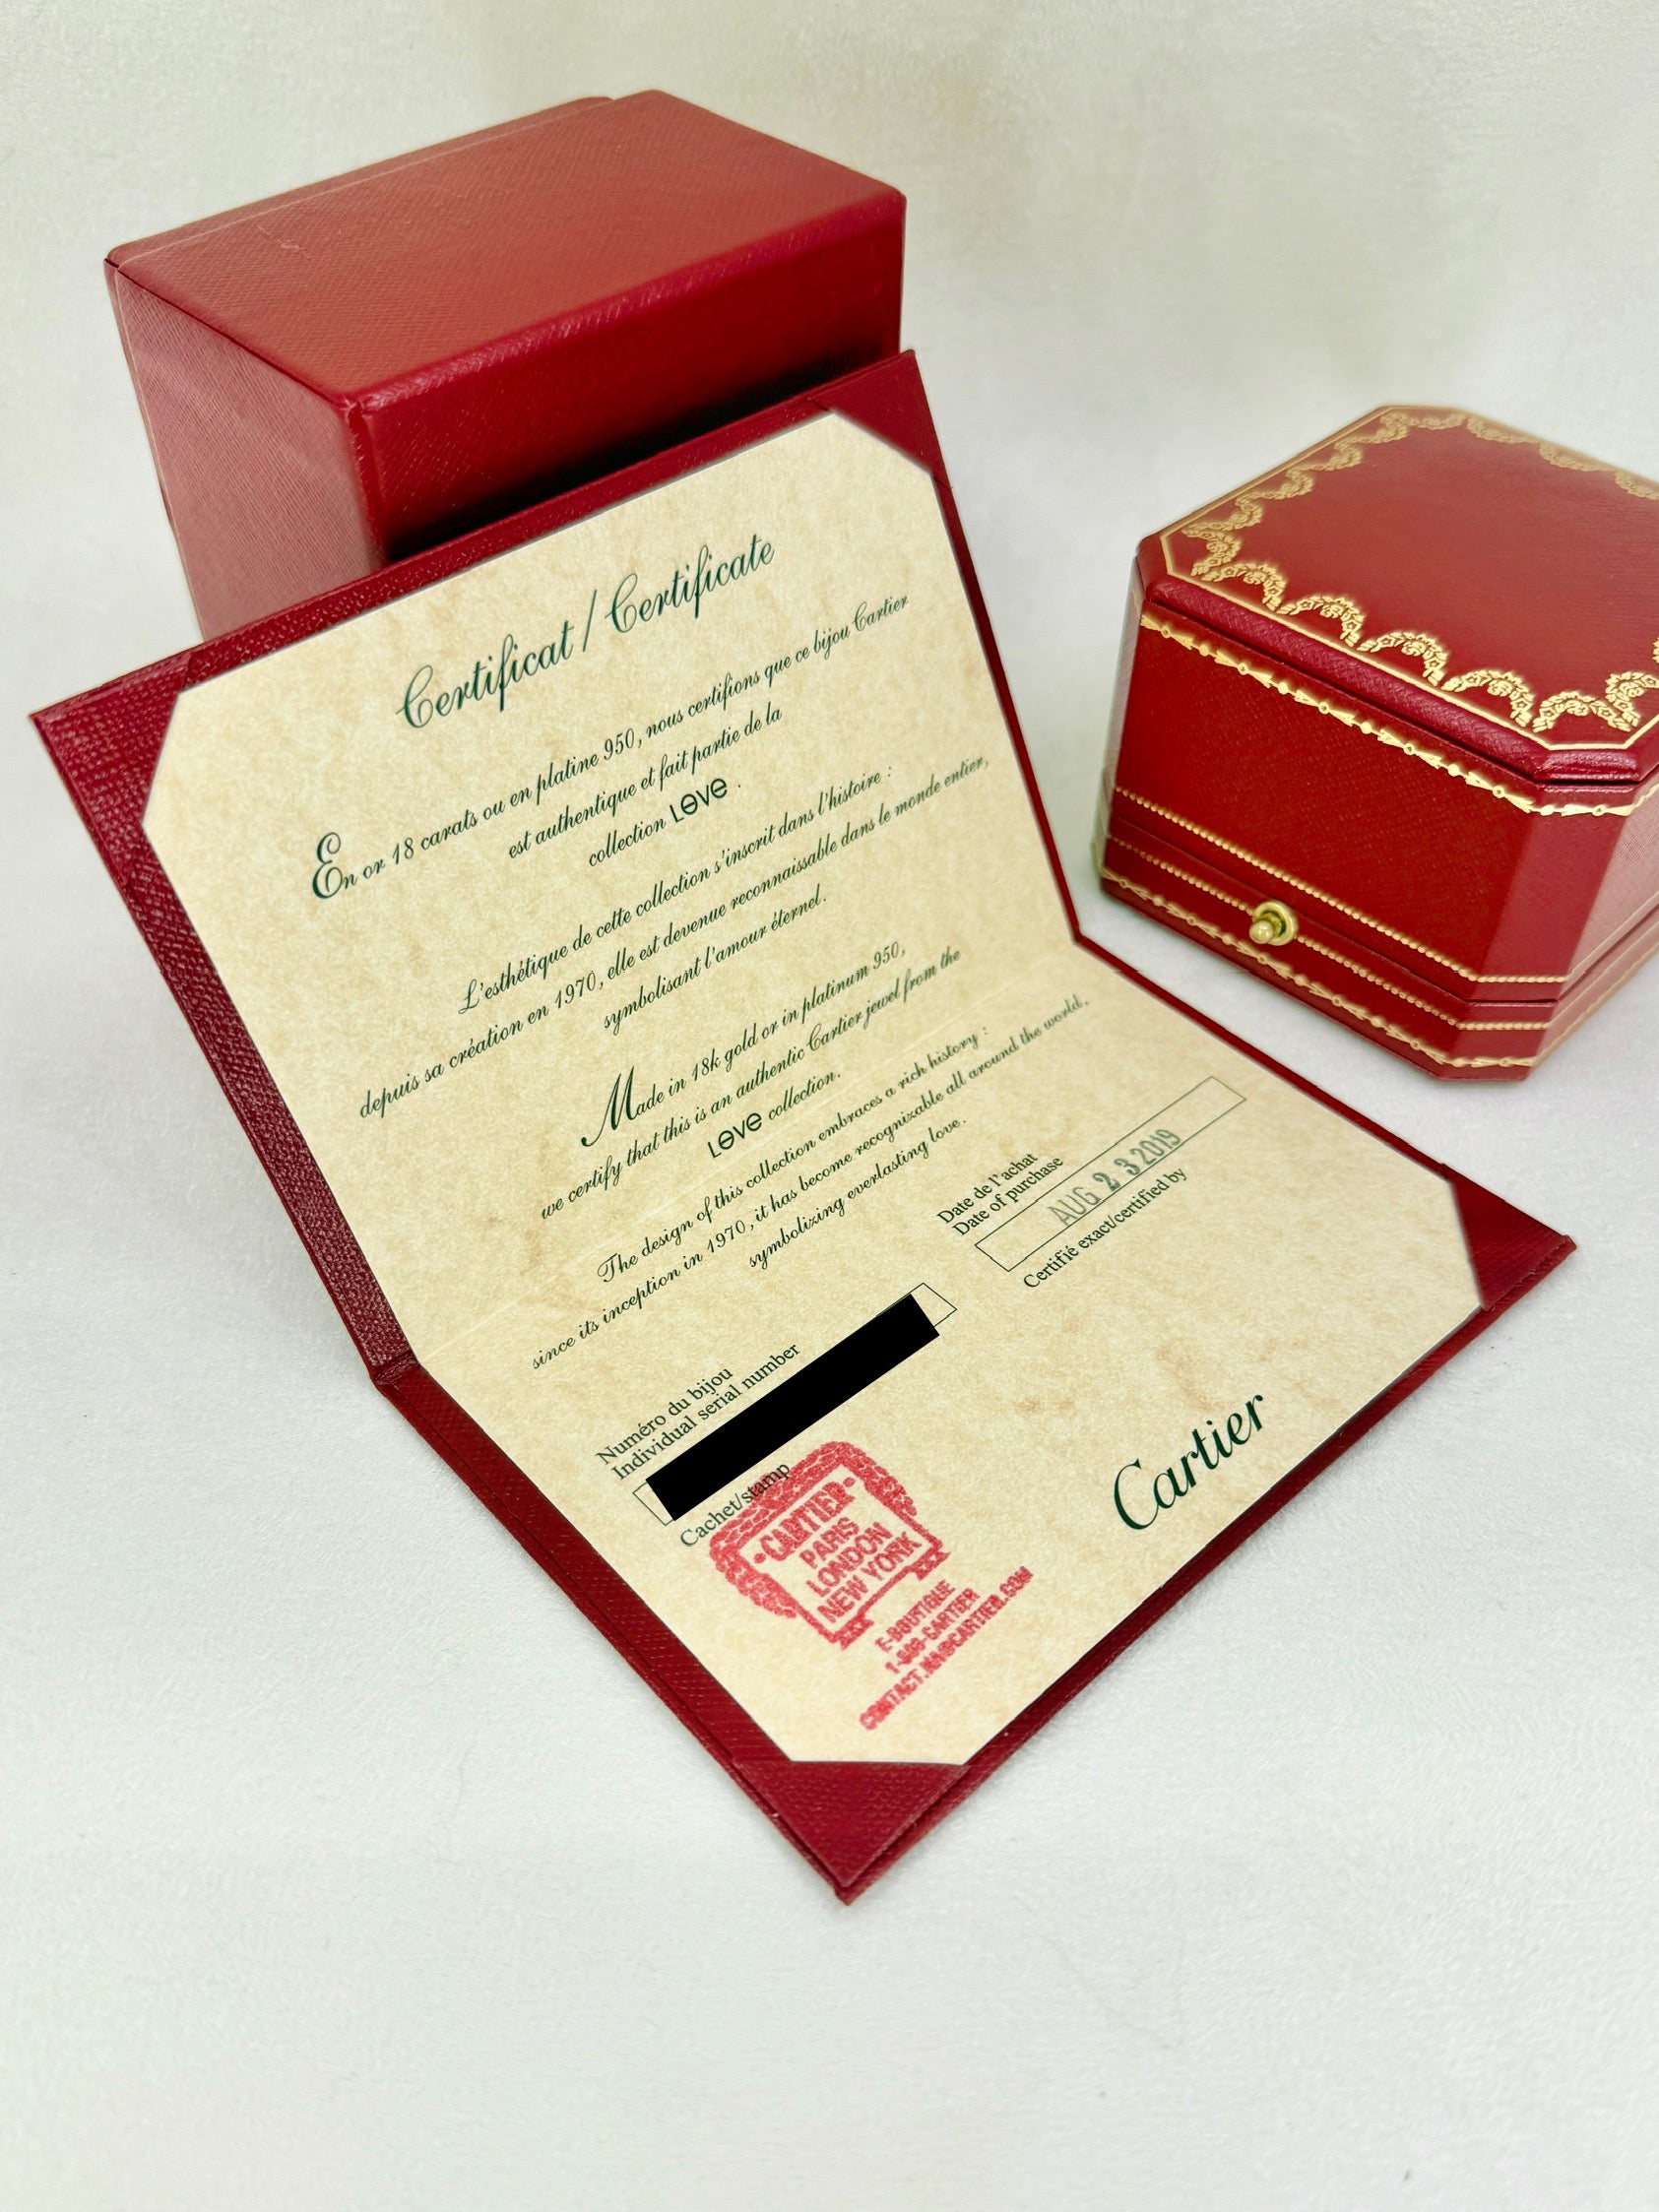 Certificat / Certificate
En or 18 carats ou en platine 950, nous certifions que ce bijou Cartier
est authentique et fait partie de la
collection LOVE.
L'esthétique de cette collection s'inscrit dans l'histoire :
depuis sa création en 1970, elle est devenue reconnaissable dans le monde entier,
symbolisant l'amour éternel.
Made in 18k gold or in platinum 950,
we certify that this is an authentic Cartier jewel from the
LOVE collection.
The design of this collection embraces a rich history :
since its inception in 1970, it has become recognizable all around the world,
symbolizing everlasting love.
Numéro du bijou
Individual serial number
Date de l'achat
Date of purchase
AUG 23 2019
Cachet/stamp
Certifié exact/certified by
·CARTIER·
PARIS
LONDON
NEW YORK
E-BOUTIQUE
1-800-CARTIER
CONTACT.NA@CARTIER.COM
Cartier